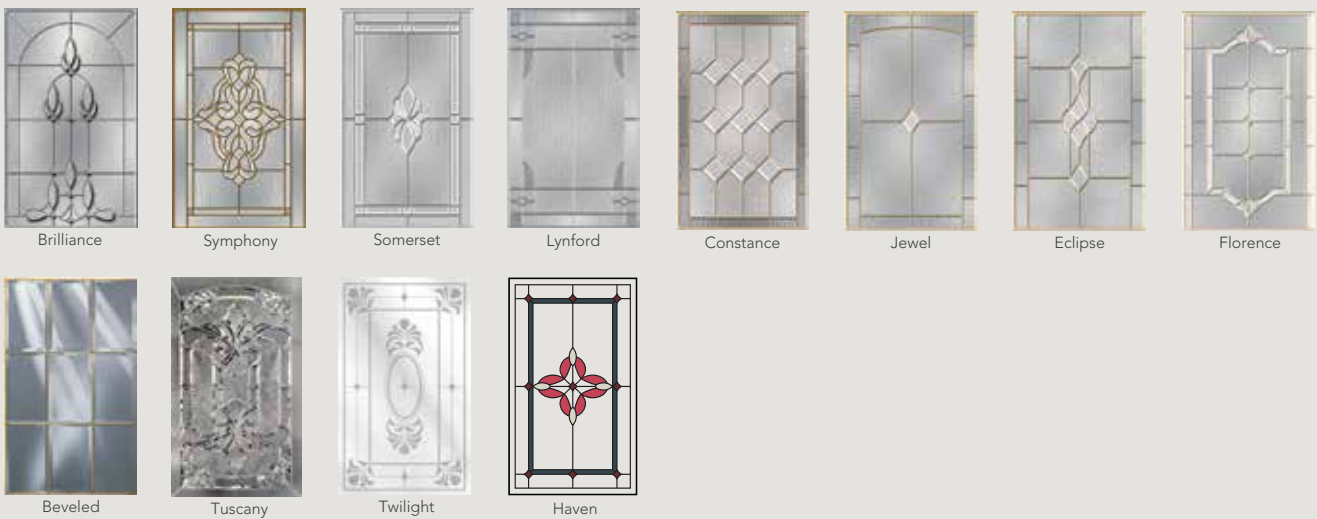 Brilliance
Symphony
Somerset
Lynford
Constance
Jewel
Eclipse
Florence
Beveled
Tuscany
Twilight
Haven